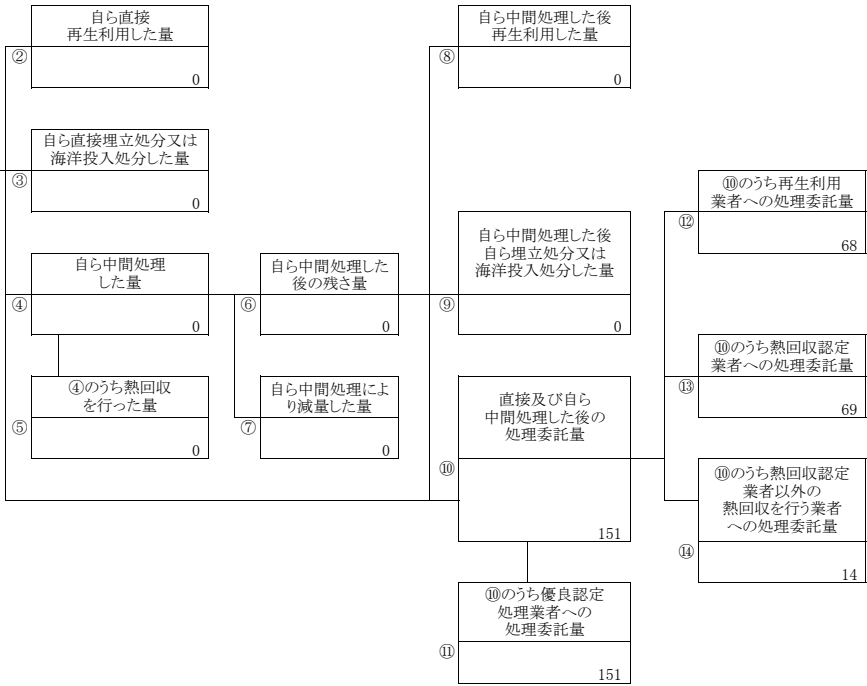 自ら直接
再生利用した量
②
0
自ら中間処理した後
再生利用した量
⑧
0
自ら直接埋立処分又は
海洋投入処分した量
③
0
⑩のうち再生利用
業者への処理委託量
⑫
68
自ら中間処理
した量
④
0
自ら中間処理した
後の残さ量
⑥
0
自ら中間処理した後
自ら埋立処分又は
海洋投入処分した量
⑨
0
⑩のうち熱回収認定
業者への処理委託量
⑬
69
④のうち熱回収
を行った量
⑤
0
自ら中間処理によ
り減量した量
⑦
0
直接及び自ら
中間処理した後の
処理委託量
⑩
151
⑩のうち熱回収認定
業者以外の
熱回収を行う業者
への処理委託量
⑭
14
⑩のうち優良認定
処理業者への
処理委託量
⑪
151